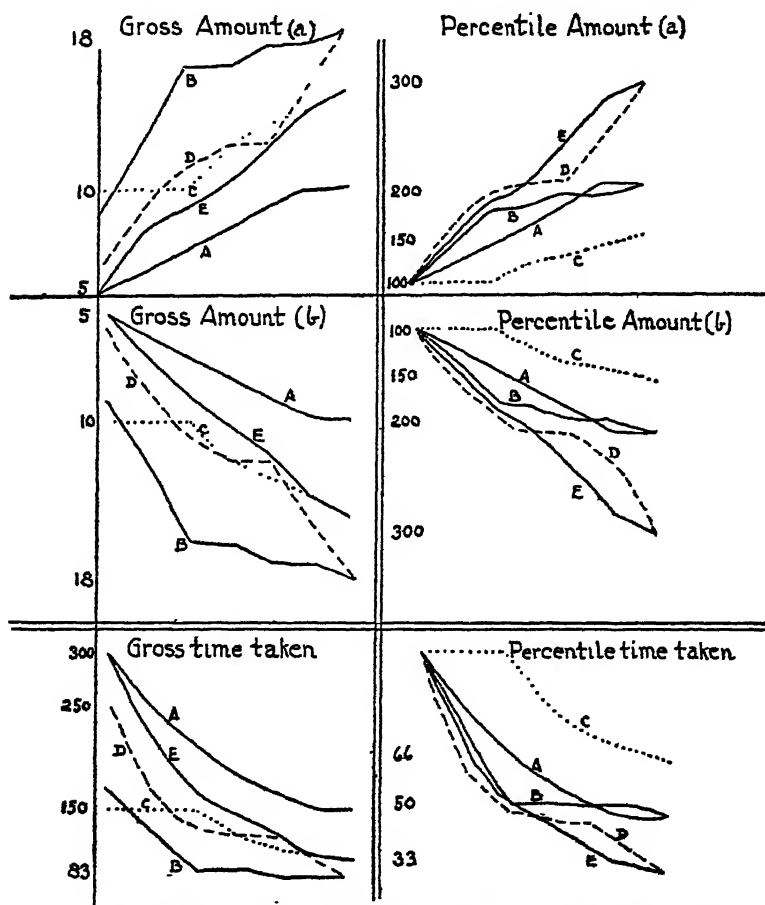 Gross Amount (a)
18
B
D
10
C
E
A
5
Percentile Amount (a)
300
E
D
200
B
A
150
C
100
Gross Amount (b)
5
A
D
10
C
E
B
18
Percentile Amount (b)
100
C
150
A
B
200
D
E
300
Gross time taken
300
250
A
D
E
150
C
B
83
Percentile time taken
C
66
A
B
50
D
33
E